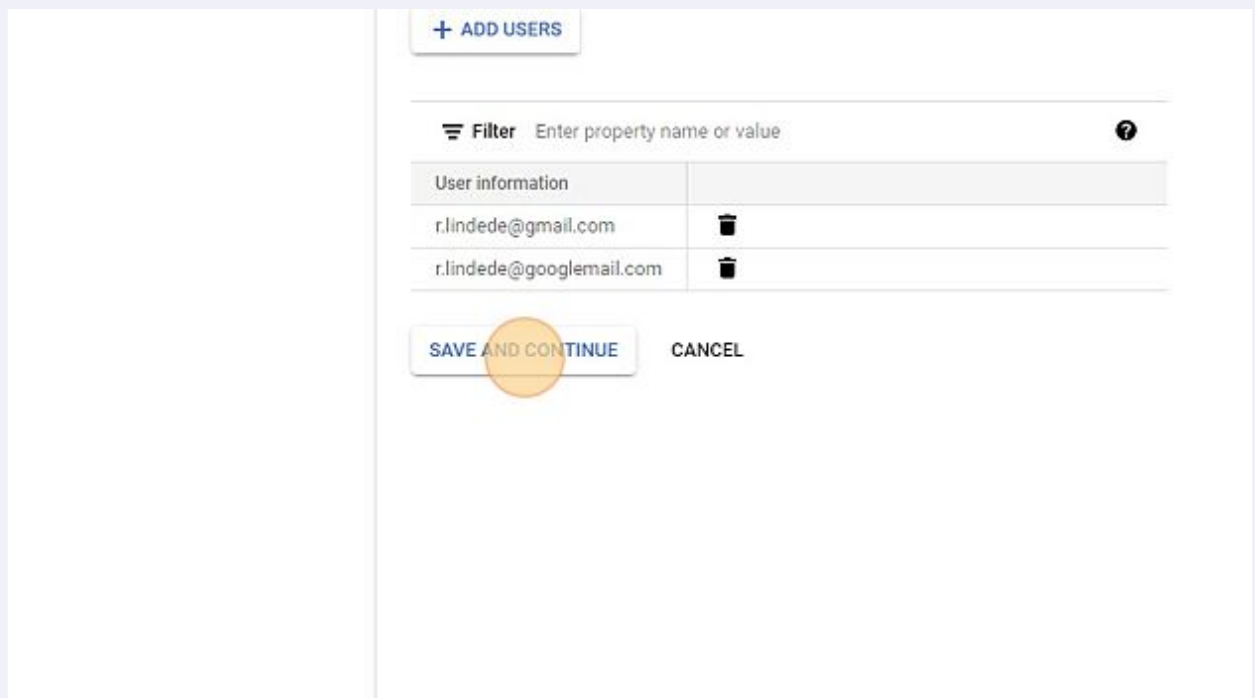 + ADD USERS
Filter Enter property name or value
User information
r.lindede@gmail.com
r.lindede@googlemail.com
SAVE AND CONTINUE CANCEL